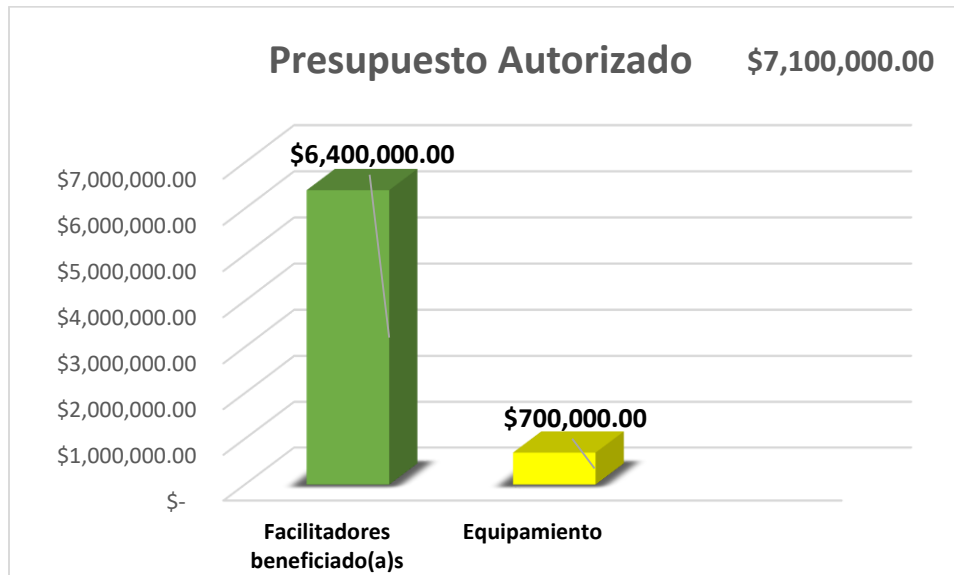 Presupuesto Autorizado $7,100,000.00
$6,400,000.00
$7,000,000.00
$6,000,000.00
$5,000,000.00
$4,000,000.00
$3,000,000.00
$2,000,000.00
$700,000.00
$1,000,000.00
$-
Facilitadores
beneficiado(a)s
Equipamiento